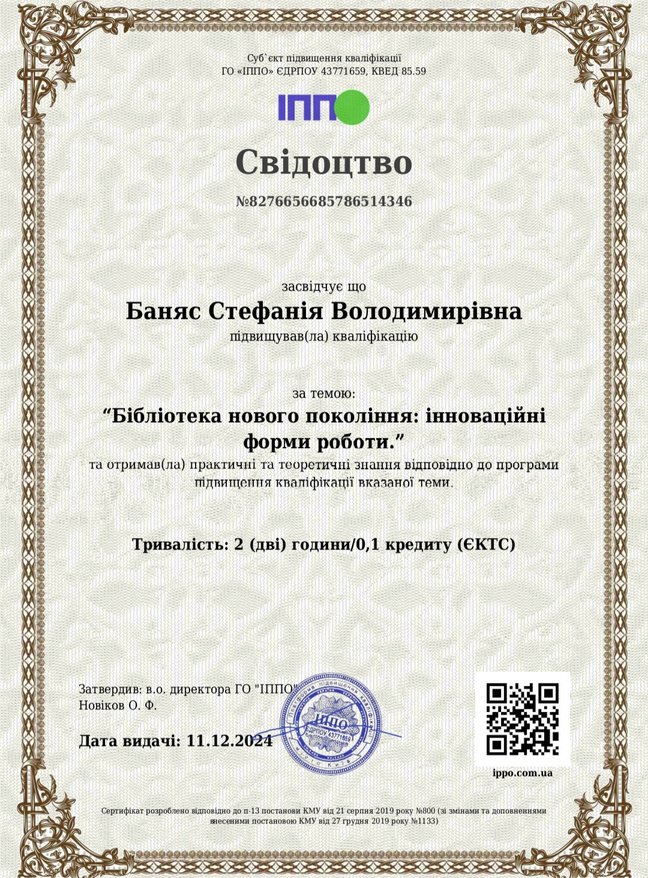 Суб`єкт підвищення кваліфікації
ГО «ІППО» ЄДРПОУ 43771659, КВЕД 85.59
ІППО
Свідоцтво
№8276656685786514346
засвідчує що
Баняс Стефанія Володимирівна
підвищував(ла) кваліфікацію
за темою:
“Бібліотека нового покоління: інноваційні
форми роботи.”
та отримав(ла) практичні та теоретичні знання відповідно до програми
підвищення кваліфікації вказаної теми.
Тривалість: 2 (дві) години/0,1 кредиту (ЄКТС)
Затвердив: в.о. директора ГО "ІППО"
Новіков О. Ф.
Дата видачі: 11.12.2024
ІППО
ЄДРПОУ 43771659
ippo.com.ua
Сертифікат розроблено відповідно до п-13 постанови КМУ від 21 серпня 2019 року №800 (зі змінами та доповненнями
внесеними постановою КМУ від 27 грудня 2019 року №1133)